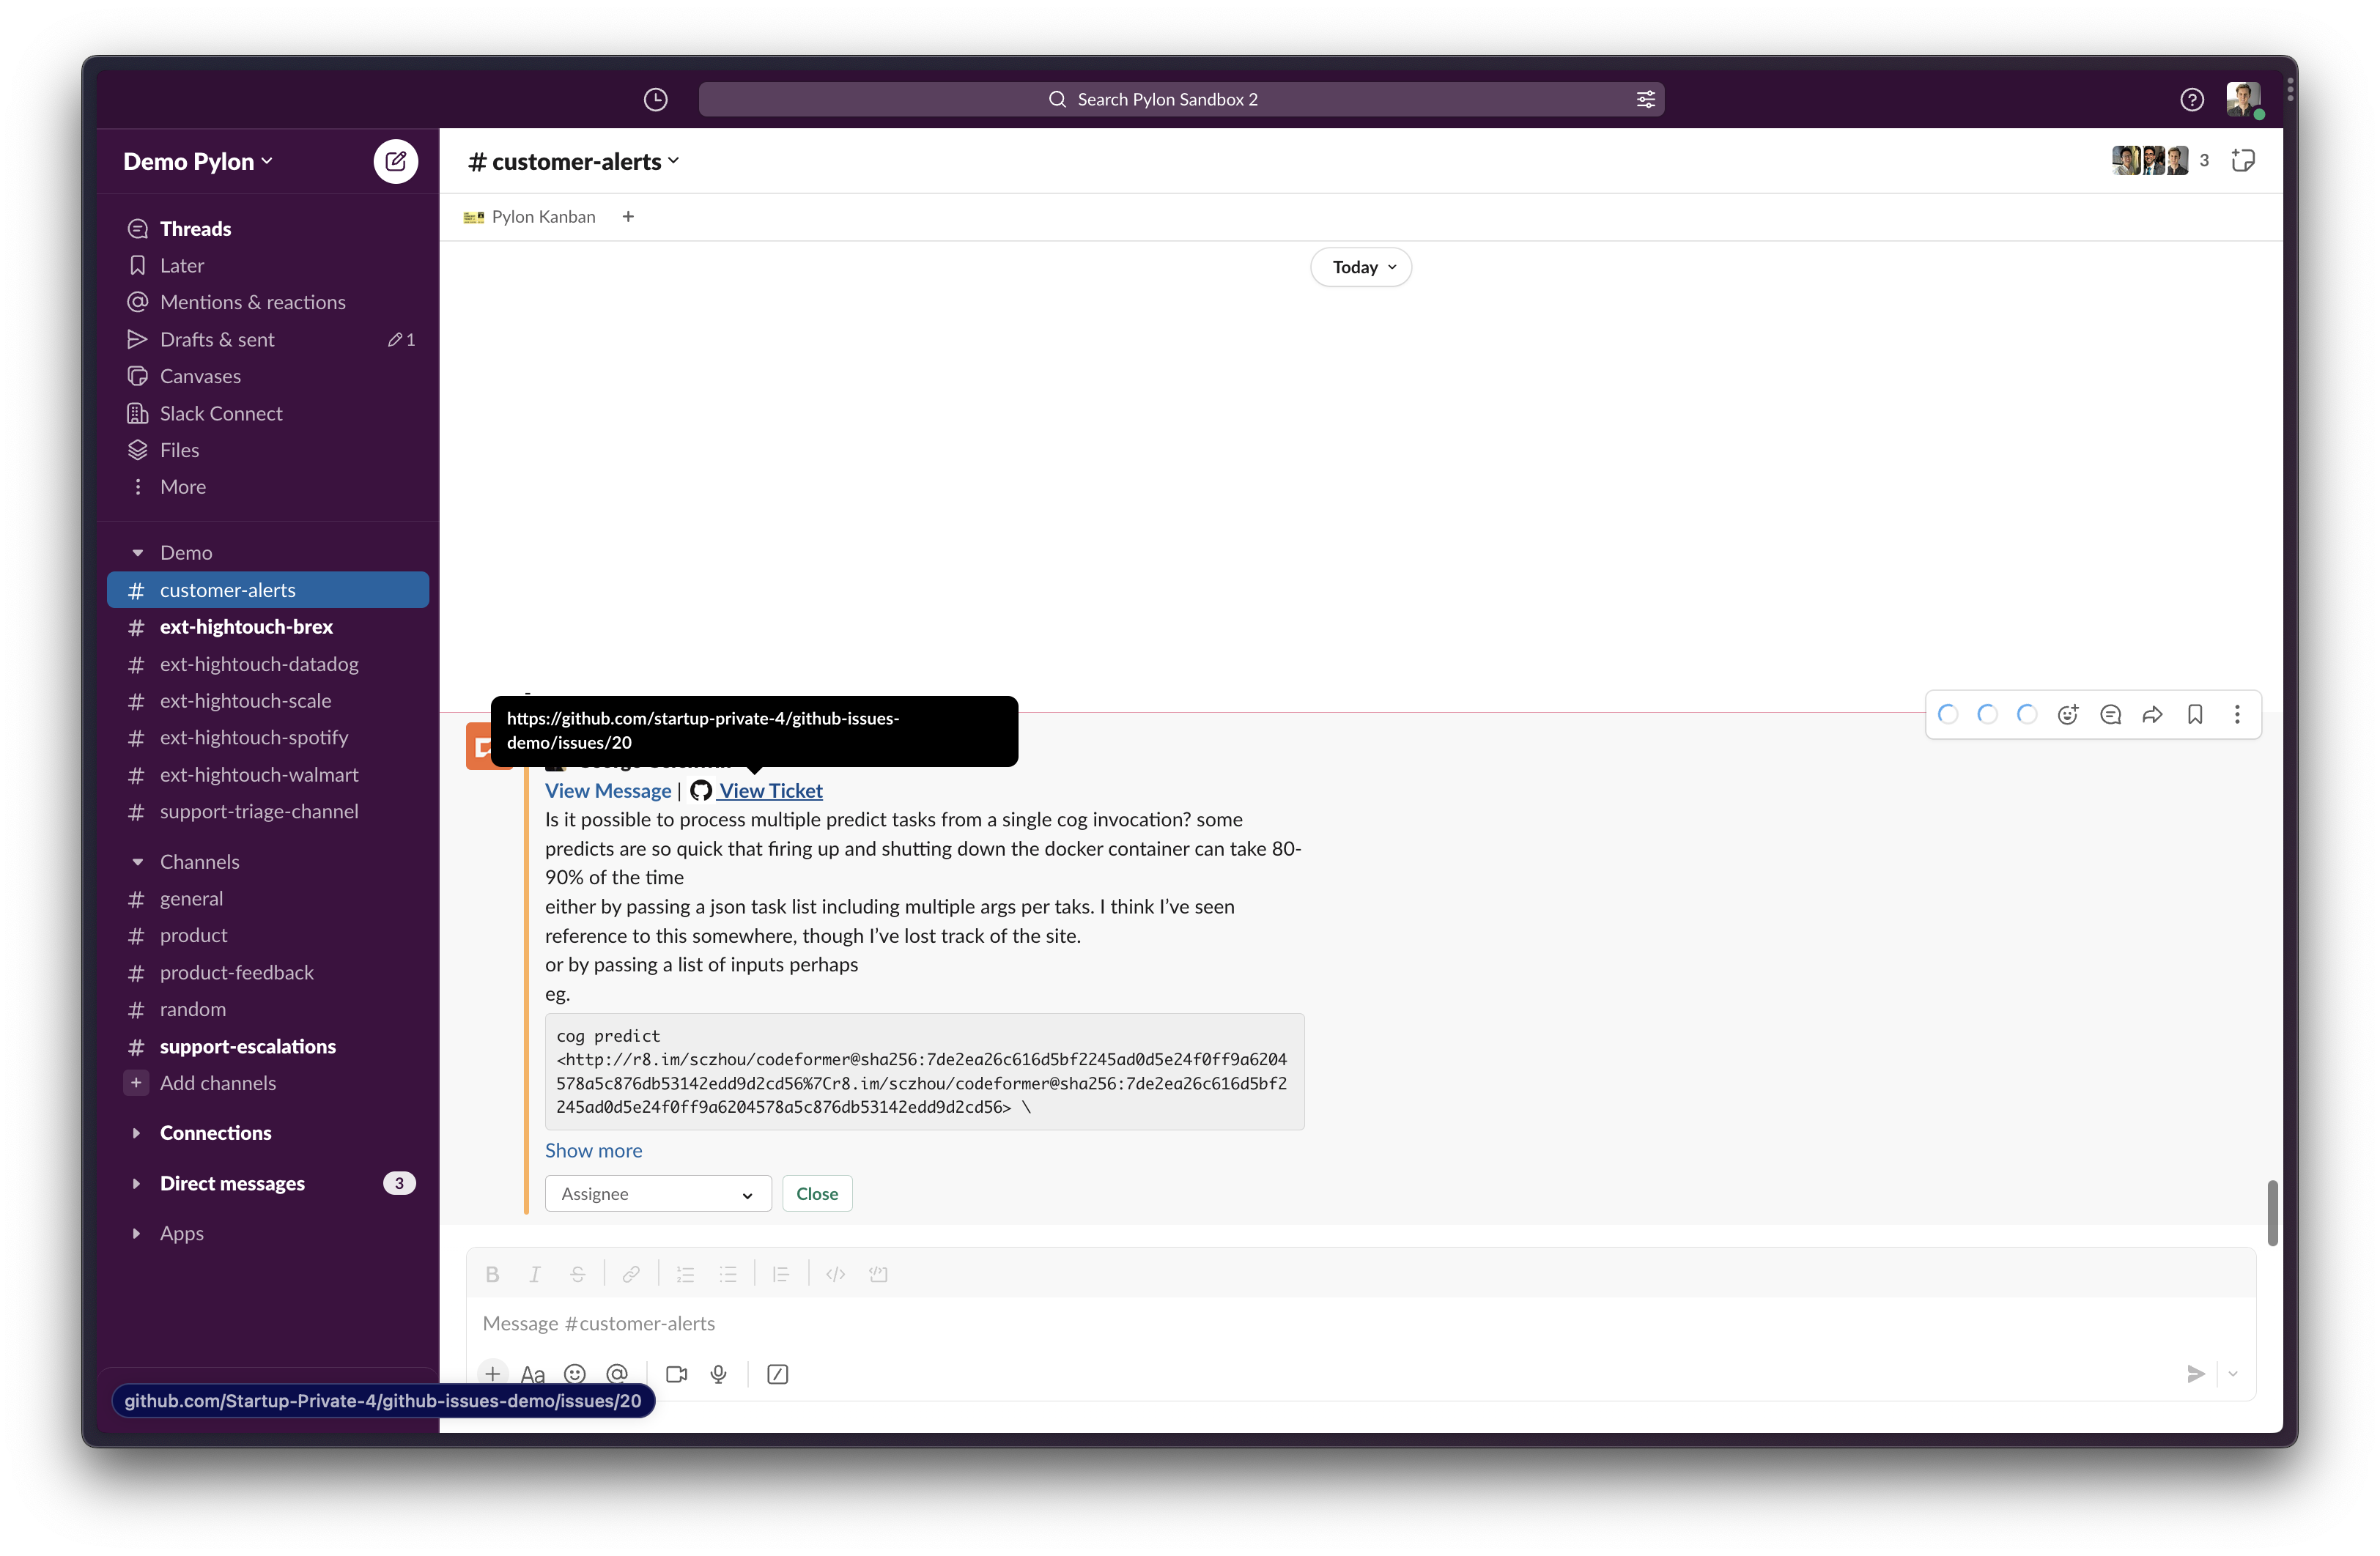 Search Pylon Sandbox 2
Demo Pylon
# customer-alerts
3
Pylon Kanban
Today
Threads
Later
Mentions & reactions
Drafts & sent 1
Canvases
Slack Connect
Files
More
Demo
# customer-alerts
# ext-hightouch-brex
# ext-hightouch-datadog
# ext-hightouch-scale
# ext-hightouch-spotify
# ext-hightouch-walmart
# support-triage-channel
Channels
# general
# product
# product-feedback
# random
# support-escalations
+ Add channels
Connections
Direct messages 3
Apps
https://github.com/startup-private-4/github-issues-
demo/issues/20
View Message | View Ticket
Is it possible to process multiple predict tasks from a single cog invocation? some
predicts are so quick that firing up and shutting down the docker container can take 80-
90% of the time
either by passing a json task list including multiple args per taks. I think I've seen
reference to this somewhere, though I've lost track of the site.
or by passing a list of inputs perhaps
eg.
cog predict
<http://r8.im/sczhou/codeformer@sha256:7de2ea26c616d5bf2245ad0d5e24f0ff9a6204
578a5c876db53142edd9d2cd56%7Cr8.im/sczhou/codeformer@sha256:7de2ea26c616d5bf2
245ad0d5e24f0ff9a6204578a5c876db53142edd9d2cd56> \
Show more
Assignee
Close
Message #customer-alerts
Aa
github.com/Startup-Private-4/github-issues-demo/issues/20